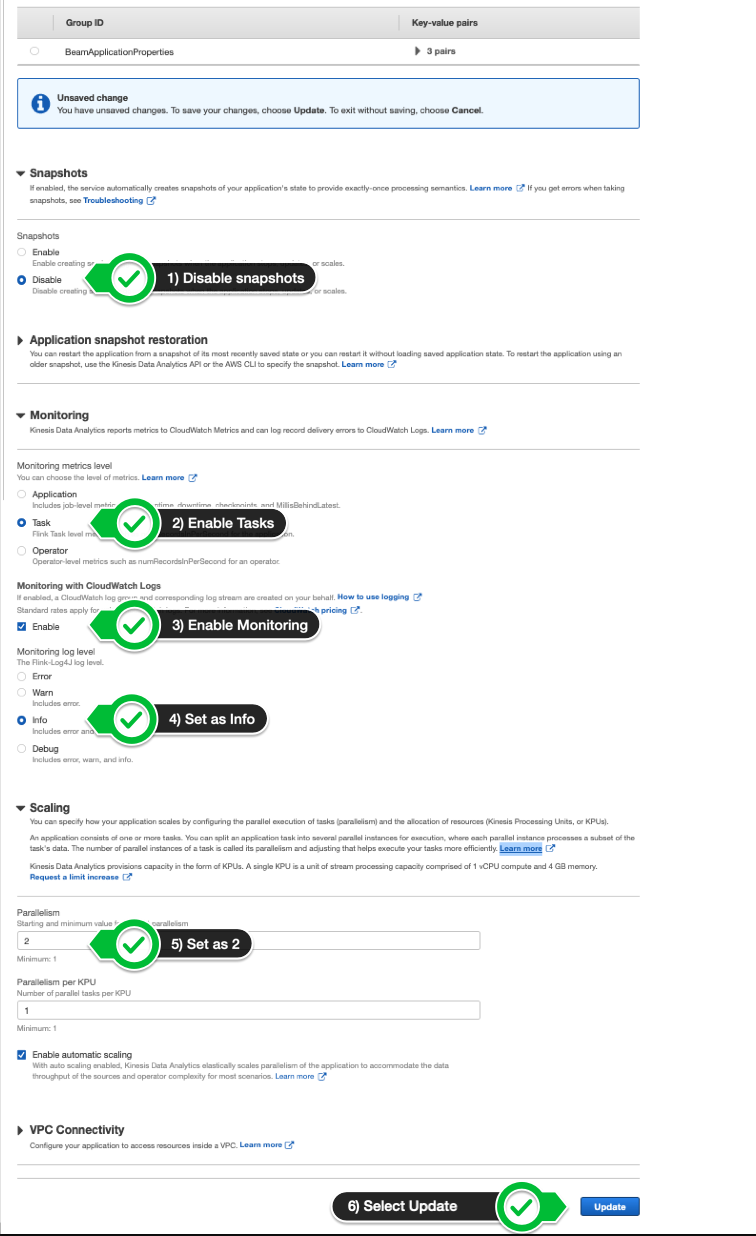 Group ID Key-value pairs
BeamApplicationProperties 3 pairs
Unsaved change
You have unsaved changes. To save your changes, choose Update. To exit without saving, choose Cancel.
Snapshots
If enabled, the service automatically creates snapshots of your application's state to provide exactly-once processing semantics. Learn more If you get errors when taking
snapshots, see Troubleshooting
Snapshots
Enable
Enable creating or scales.
Disable
1) Disable snapshots
Disable creating or scales.
Application snapshot restoration
You can restart the application from a snapshot of its most recently saved state or you can restart it without loading saved application state. To restart the application using an
older snapshot, use the Kinesis Data Analytics API or the AWS CLI to specify the snapshot. Learn more
Monitoring
Kinesis Data Analytics reports metrics to CloudWatch Metrics and can log record delivery errors to CloudWatch Logs. Learn more
Monitoring metrics level
You can choose the level of metrics. Learn more
Application
Includes job-level downtime, checkpoints, and MillisBehindLatest.
Task
2) Enable Tasks
Flink Task level
Operator
Operator-level metrics such as numRecordsInPerSecond for an operator.
Monitoring with CloudWatch Logs
If enabled, a CloudWatch log group and corresponding log stream are created on your behalf. How to use logging
Standard rates apply for pricing
Enable
3) Enable Monitoring
Monitoring log level
The Flink-Log4J log level.
Error
Warn
Includes error.
Info
4) Set as Info
Includes error and
Debug
Includes error, warn, and info.
Scaling
You can specify how your application scales by configuring the parallel execution of tasks (parallelism) and the allocation of resources (Kinesis Processing Units, or KPUs).
An application consists of one or more tasks. You can split an application task into several parallel instances for execution, where each parallel instance processes a subset of the
task's data. The number of parallel instances of a task is called its parallelism and adjusting that helps execute your tasks more efficiently. Learn more
Kinesis Data Analytics provisions capacity in the form of KPUs. A single KPU is a unit of stream processing capacity comprised of 1 vCPU compute and 4 GB memory.
Request a limit increase
Parallelism
Starting and minimum value parallelism
2
5) Set as 2
Minimum: 1
Parallelism per KPU
Number of parallel tasks per KPU
1
Minimum: 1
Enable automatic scaling
With auto scaling enabled, Kinesis Data Analytics elastically scales parallelism of the application to accommodate the data
throughput of the sources and operator complexity for most scenarios. Learn more
VPC Connectivity
Configure your application to access resources inside a VPC. Learn more
6) Select Update
Update